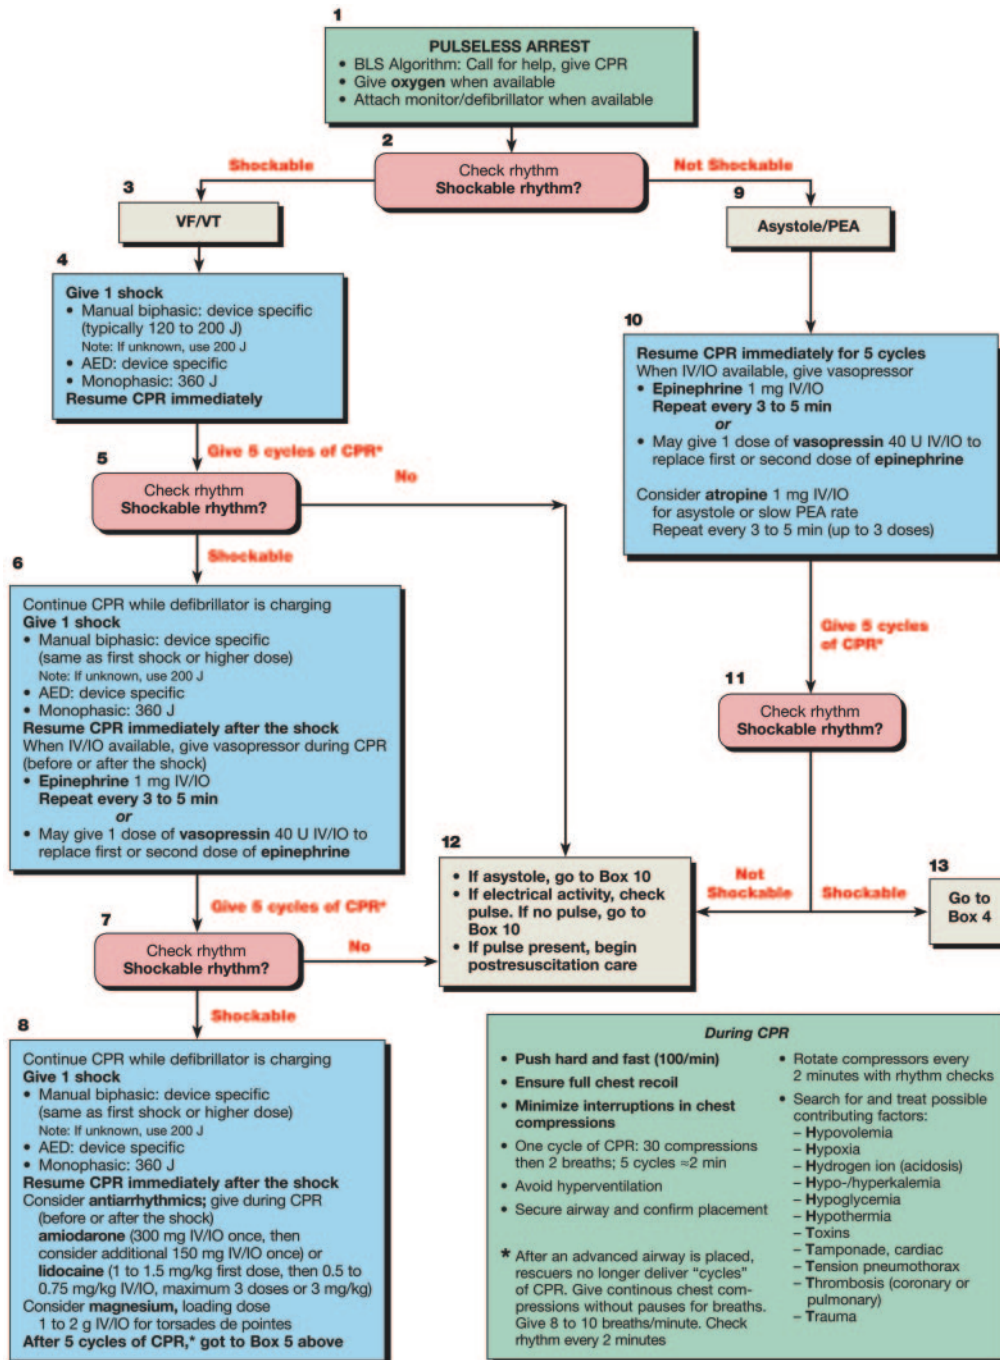 1
PULSELESS ARREST
• BLS Algorithm: Call for help, give CPR
• Give oxygen when available
• Attach monitor/defibrillator when available
2
Shockable
Check rhythm
Shockable rhythm?
Not Shockable
3
VF/VT
9
Asystole/PEA
4
Give 1 shock
• Manual biphasic: device specific
(typically 120 to 200 J)
Note: If unknown, use 200 J
• AED: device specific
• Monophasic: 360 J
Resume CPR immediately
10
Resume CPR immediately for 5 cycles
When IV/IO available, give vasopressor
• Epinephrine 1 mg IV/IO
Repeat every 3 to 5 min
or
• May give 1 dose of vasopressin 40 U IV/IO to
replace first or second dose of epinephrine
Consider atropine 1 mg IV/IO
for asystole or slow PEA rate
Repeat every 3 to 5 min (up to 3 doses)
Give 5 cycles of CPR*
5
Check rhythm
Shockable rhythm?
No
Shockable
6
Continue CPR while defibrillator is charging
Give 1 shock
• Manual biphasic: device specific
(same as first shock or higher dose)
Note: If unknown, use 200 J
• AED: device specific
• Monophasic: 360 J
Resume CPR immediately after the shock
When IV/IO available, give vasopressor during CPR
(before or after the shock)
• Epinephrine 1 mg IV/IO
Repeat every 3 to 5 min
or
• May give 1 dose of vasopressin 40 U IV/IO to
replace first or second dose of epinephrine
Give 5 cycles
of CPR*
11
Check rhythm
Shockable rhythm?
12
• If asystole, go to Box 10
• If electrical activity, check
pulse. If no pulse, go to
Box 10
• If pulse present, begin
postresuscitation care
Not
Shockable
Shockable
13
Go to
Box 4
Give 5 cycles of CPR*
7
Check rhythm
Shockable rhythm?
No
Shockable
8
Continue CPR while defibrillator is charging
Give 1 shock
• Manual biphasic: device specific
(same as first shock or higher dose)
Note: If unknown, use 200 J
• AED: device specific
• Monophasic: 360 J
Resume CPR immediately after the shock
Consider antiarrhythmics; give during CPR
(before or after the shock)
amiodarone (300 mg IV/IO once, then
consider additional 150 mg IV/IO once) or
lidocaine (1 to 1.5 mg/kg first dose, then 0.5 to
0.75 mg/kg IV/IO, maximum 3 doses or 3 mg/kg)
Consider magnesium, loading dose
1 to 2 g IV/IO for torsades de pointes
After 5 cycles of CPR,* got to Box 5 above
During CPR
• Push hard and fast (100/min)
• Ensure full chest recoil
• Minimize interruptions in chest
compressions
• One cycle of CPR: 30 compressions
then 2 breaths; 5 cycles ≈2 min
• Avoid hyperventilation
• Secure airway and confirm placement
* After an advanced airway is placed,
rescuers no longer deliver “cycles”
of CPR. Give continous chest com-
pressions without pauses for breaths.
Give 8 to 10 breaths/minute. Check
rhythm every 2 minutes
• Rotate compressors every
2 minutes with rhythm checks
• Search for and treat possible
contributing factors:
– Hypovolemia
– Hypoxia
– Hydrogen ion (acidosis)
– Hypo-/hyperkalemia
– Hypoglycemia
– Hypothermia
– Toxins
– Tamponade, cardiac
– Tension pneumothorax
– Thrombosis (coronary or
pulmonary)
– Trauma